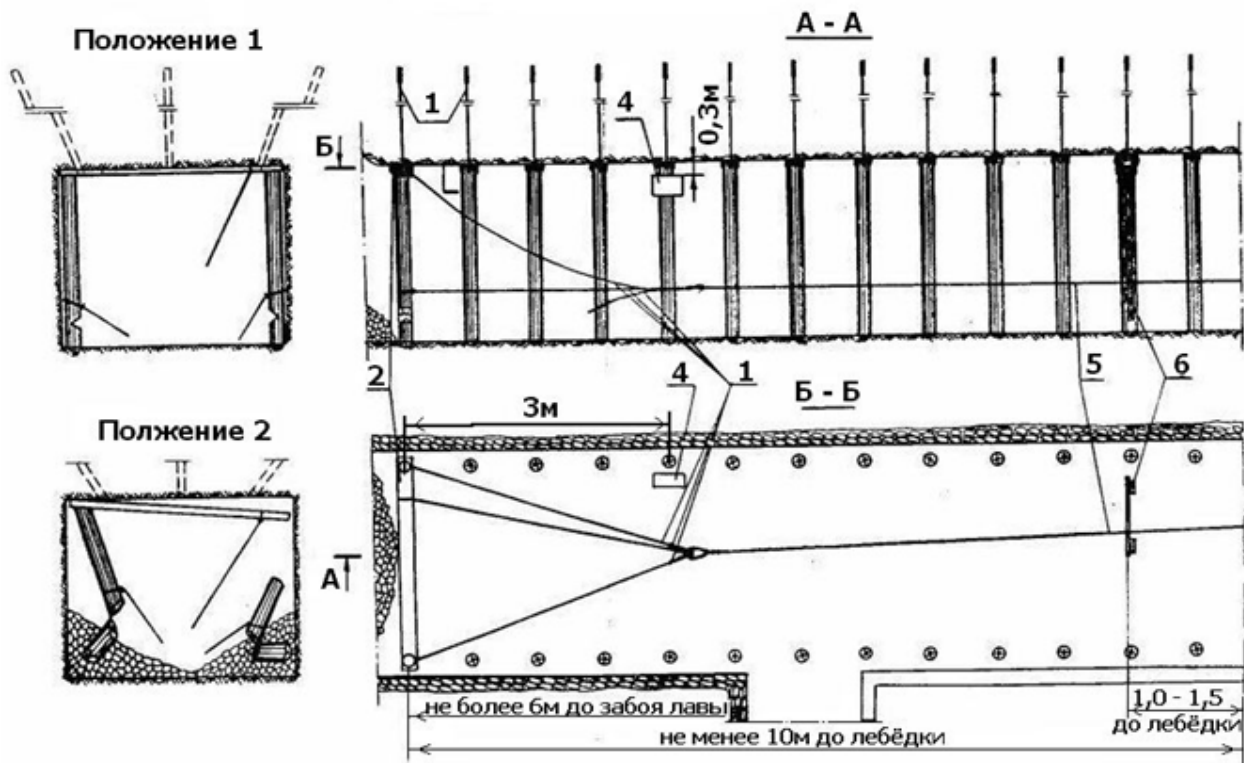 Положение 1
А - А
1
4
0,3м
Б
2
3м
4
1
5
6
Б - Б
Полжение 2
А
не более 6м до забоя лавы
1,0 - 1,5
до лебёдки
не менее 10м до лебёдки